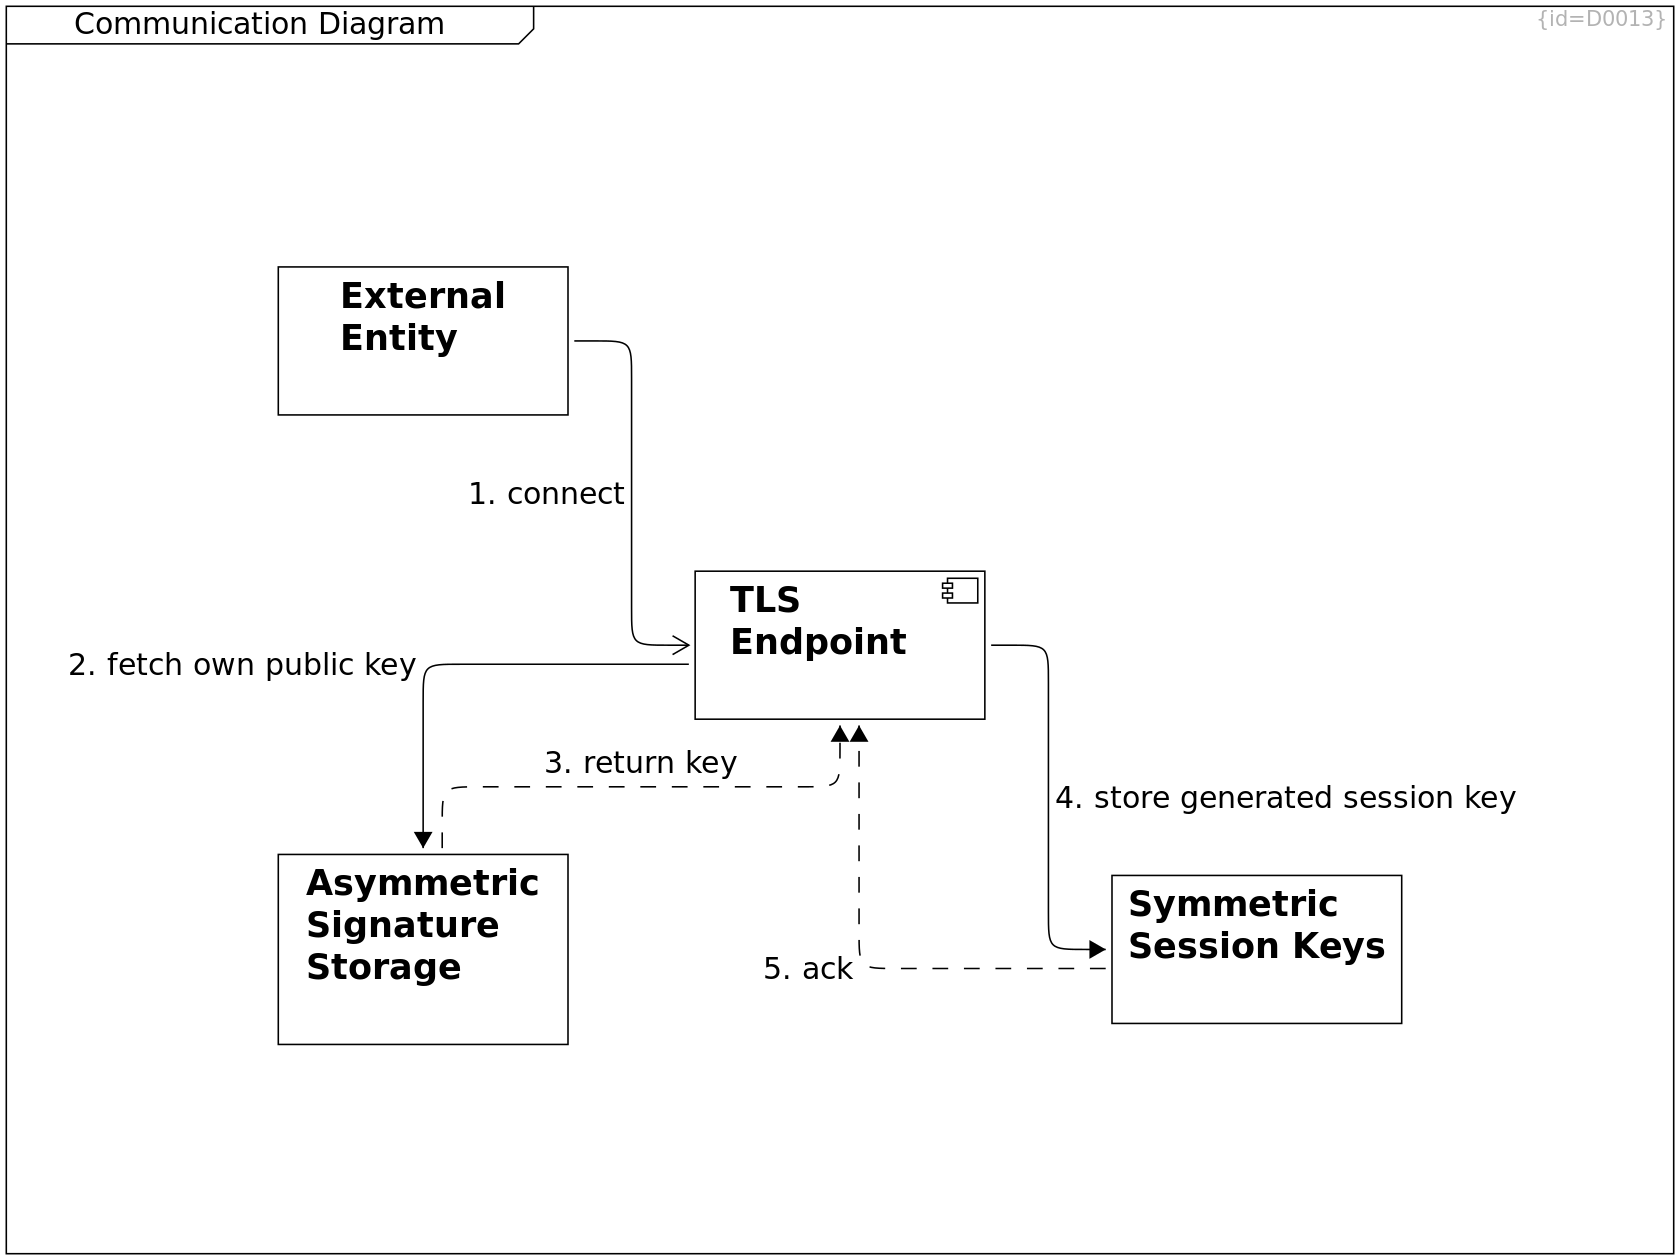 Communication Diagram
{id=D0013}
External
Entity
1. connect
TLS
Endpoint
2. fetch own public key
3. return key
4. store generated session key
Asymmetric
Signature
Storage
Symmetric
Session Keys
5. ack